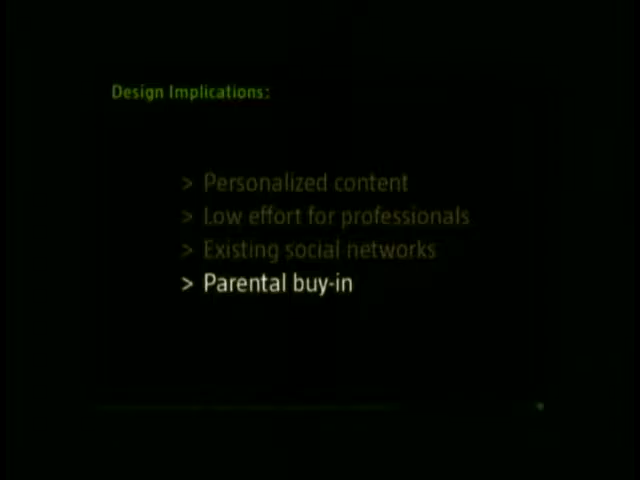 Design Implications:
> Personalized content
> Low effort for professionals
> Existing social networks
> Parental buy-in